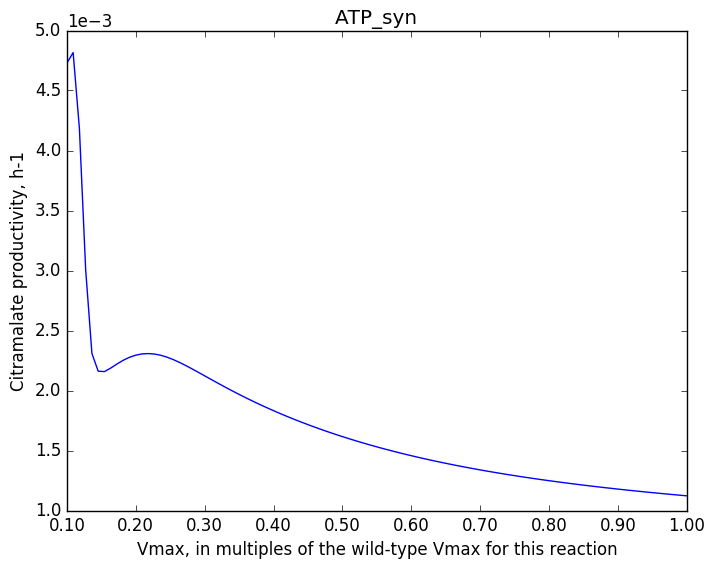 ATP_syn
1e−3
5.0
4.5
4.0
3.5
3.0
2.5
2.0
1.5
1.0
Citramalate productivity, h-1
0.10 0.20 0.30 0.40 0.50 0.60 0.70 0.80 0.90 1.00
Vmax, in multiples of the wild-type Vmax for this reaction